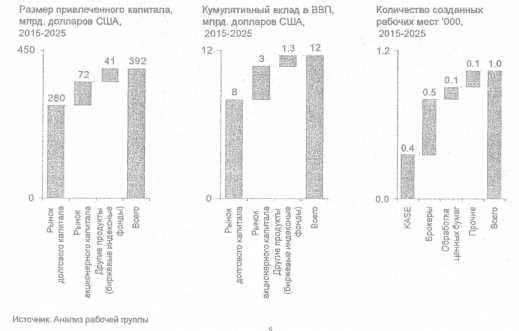 Размер привлеченного капитала,
млрд. долларов США,
2015-2025
450
392
41
72
280
0
Рынок
долгового капитала
Рынок
акционерного капитала
Другие продукты
(биржевые индексные
фонды)
Всего
Кумулятивный вклад в ВВП,
млрд. долларов США,
2015-2025
12
1.3
12
3
8
0
Рынок
долгового капитала
Рынок
акционерного капитала
Другие продукты
(биржевые индексные
фонды)
Всего
Количество созданных
рабочих мест '000,
2015-2025
1.2
0.1
1.0
0.1
0.5
0.4
0.0
KASE
Брокеры
Обработка
ценных бумаг
Прочие
Всего
Источник: Анализ рабочей группы
5